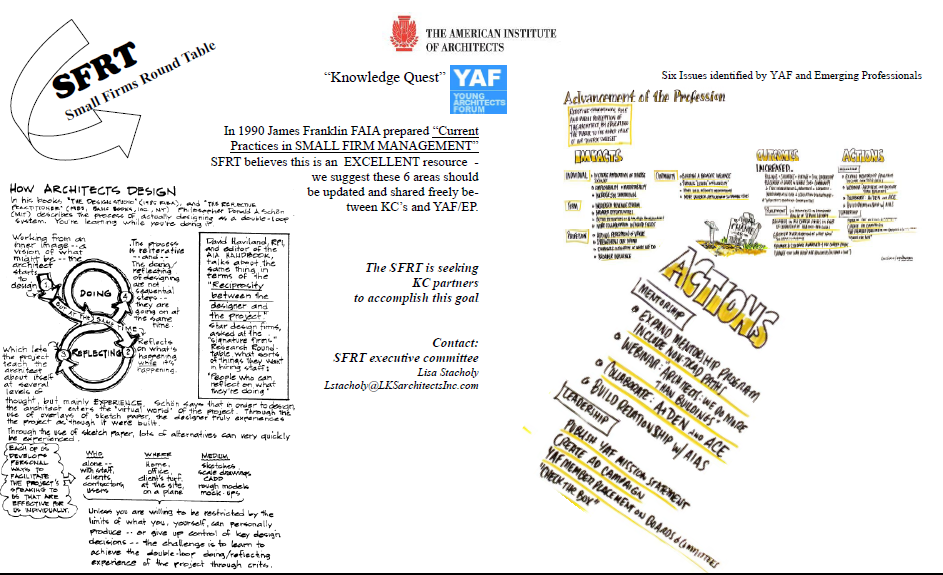 SFRT
Small Firms Round Table
THE AMERICAN INSTITUTE
OF ARCHITECTS
“Knowledge Quest”
YAF
YOUNG
ARCHITECTS
FORUM
In 1990 James Franklin FAIA prepared “Current
Practices in SMALL FIRM MANAGEMENT”
SFRT believes this is an EXCELLENT resource -
we suggest these 6 areas should
be updated and shared freely be-
tween KC’s and YAF/EP
The SFRT is seeking
KC partners
to accomplish this goal
Contact:
SFRT executive committee
Lisa Stacholy
Lstacholy@LKSarchitectsInc.com
HOW ARCHITECTS DESIGN
In his books, "THE DESIGN STUDIO" (1985 RIBA), and "THE REFLECTIVE
PRACTITIONER" (1983, BASIC BOOKS, INC., NY) Philosopher Donald A Schön
(MIT) describes the process of actually designing as a double-loop
system. You're learning while you're doing it
Working from an
inner image--a
vision of what
might be -- the
architect
starts
to
design
1
DOING
4
BUT AT THE SAME TIME
3
REFLECTING
2
The process
is reiterative
--and--
The doing/
reflecting
of designing
are not
sequential
steps --
they are
going on at
the same
time.
Reflects
on what's
happening
while it's
happening.
Which lets
the project
teach the
architect
about itself
at several
levels of
thought, but mainly EXPERIENCE. Schön says that in order to design,
the architect enters the "virtual world" of the project. Through the
use of overlays of sketch paper, the designer truly experiences
the project as though it were built.
Through the use of sketch paper, lots of alternatives can very quickly
be experienced.
David Haviland, RPI,
and editor of the
AIA HANDBOOK,
talks about the
same thing in
terms of the
"Reciprocity
between the
designer and
the project"
Star design firms,
asked at the
"signature firms"
Research Round-
table, what sorts
of things they want
in hiring staff:
"People who can
reflect on what
they're doing"
EACH OF US
DEVELOPS
PERSONAL
WAYS TO
FACILITATE
THE PROJECT'S
SPEAKING TO
US THAT ARE
EFFECTIVE FOR
US INDIVIDUALLY.
WHO
alone --
with staff,
clients
contractors,
users
WHERE
Home,
office,
client's turf,
at the site,
on a plane
MEDIUM
sketches
scale drawings
CADD
rough models
mock-ups
Unless you are willing to be restricted by the
limits of what you, yourself, can personally
produce -- or give up control of key design
decisions -- the challenge is to learn to
achieve the double-loop doing/reflecting
experience of the project through crits.
Six Issues identified by YAF and Emerging Professionals
Advancement of the Profession
IMPACTS
INDIVIDUAL
FIRM
PROFESSION
COMMUNITY
OUTCOMES
INCREASED...
ACTIONS
ACTIONS
MENTORSHIP
EXPAND MENTORSHIP PROGRAM
INCLUDE NON-TRAD PATH
WEBINAR: "ARCHITECT: WE DO MORE
THAN BUILDINGS"
COLLABORATE: A+DEN AND ACE
BUILD RELATIONSHIP W/ AIAS
LEADERSHIP
PUBLISH YAF MISSION STATEMENT
CREATE AD CAMPAIGN
YAF MEMBER PLACEMENT ON BOARDS & COMMITTEES
"CHECK THE BOX"